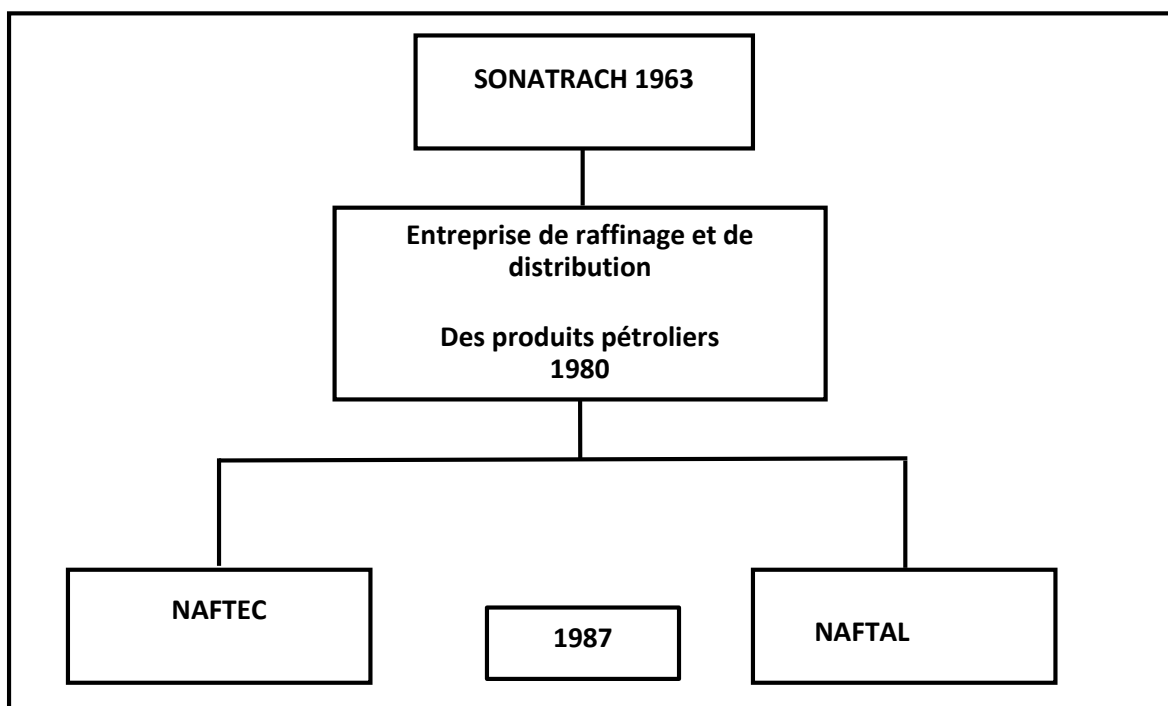 SONATRACH 1963
Entreprise de raffinage et de
distribution
Des produits pétroliers
1980
NAFTEC
1987
NAFTAL